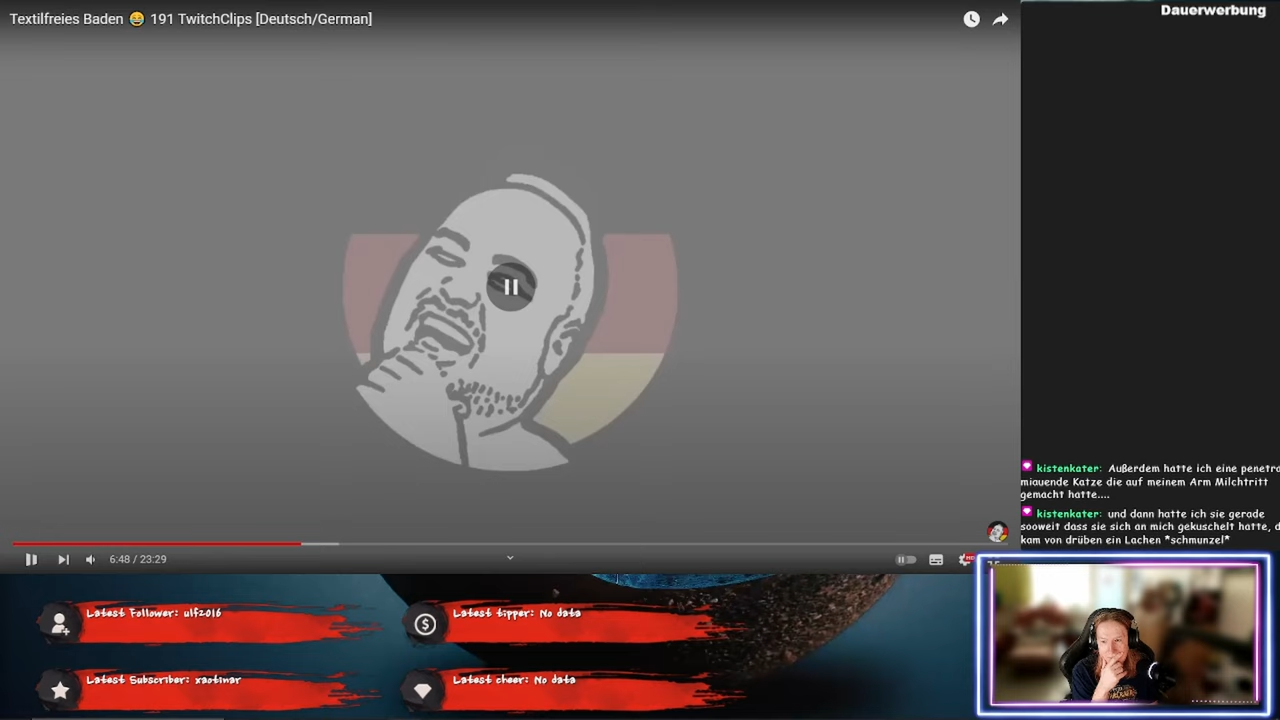 Textilfreies Baden 😂 191 TwitchClips [Deutsch/German]
Dauerwerbung
kistenkater: Außerdem hatte ich eine penetra
miauende Katze die auf meinem Arm Milchtritt
gemacht hatte....
kistenkater: und dann hatte ich sie gerade
sooweit dass sie sich an mich gekuschelt hatte, d
kam von drüben ein Lachen *schmunzel*
6:48 / 23:29
Latest Follower: ulf2016
Latest tipper: No data
Latest Subscriber: xaotinar
Latest cheer: No data